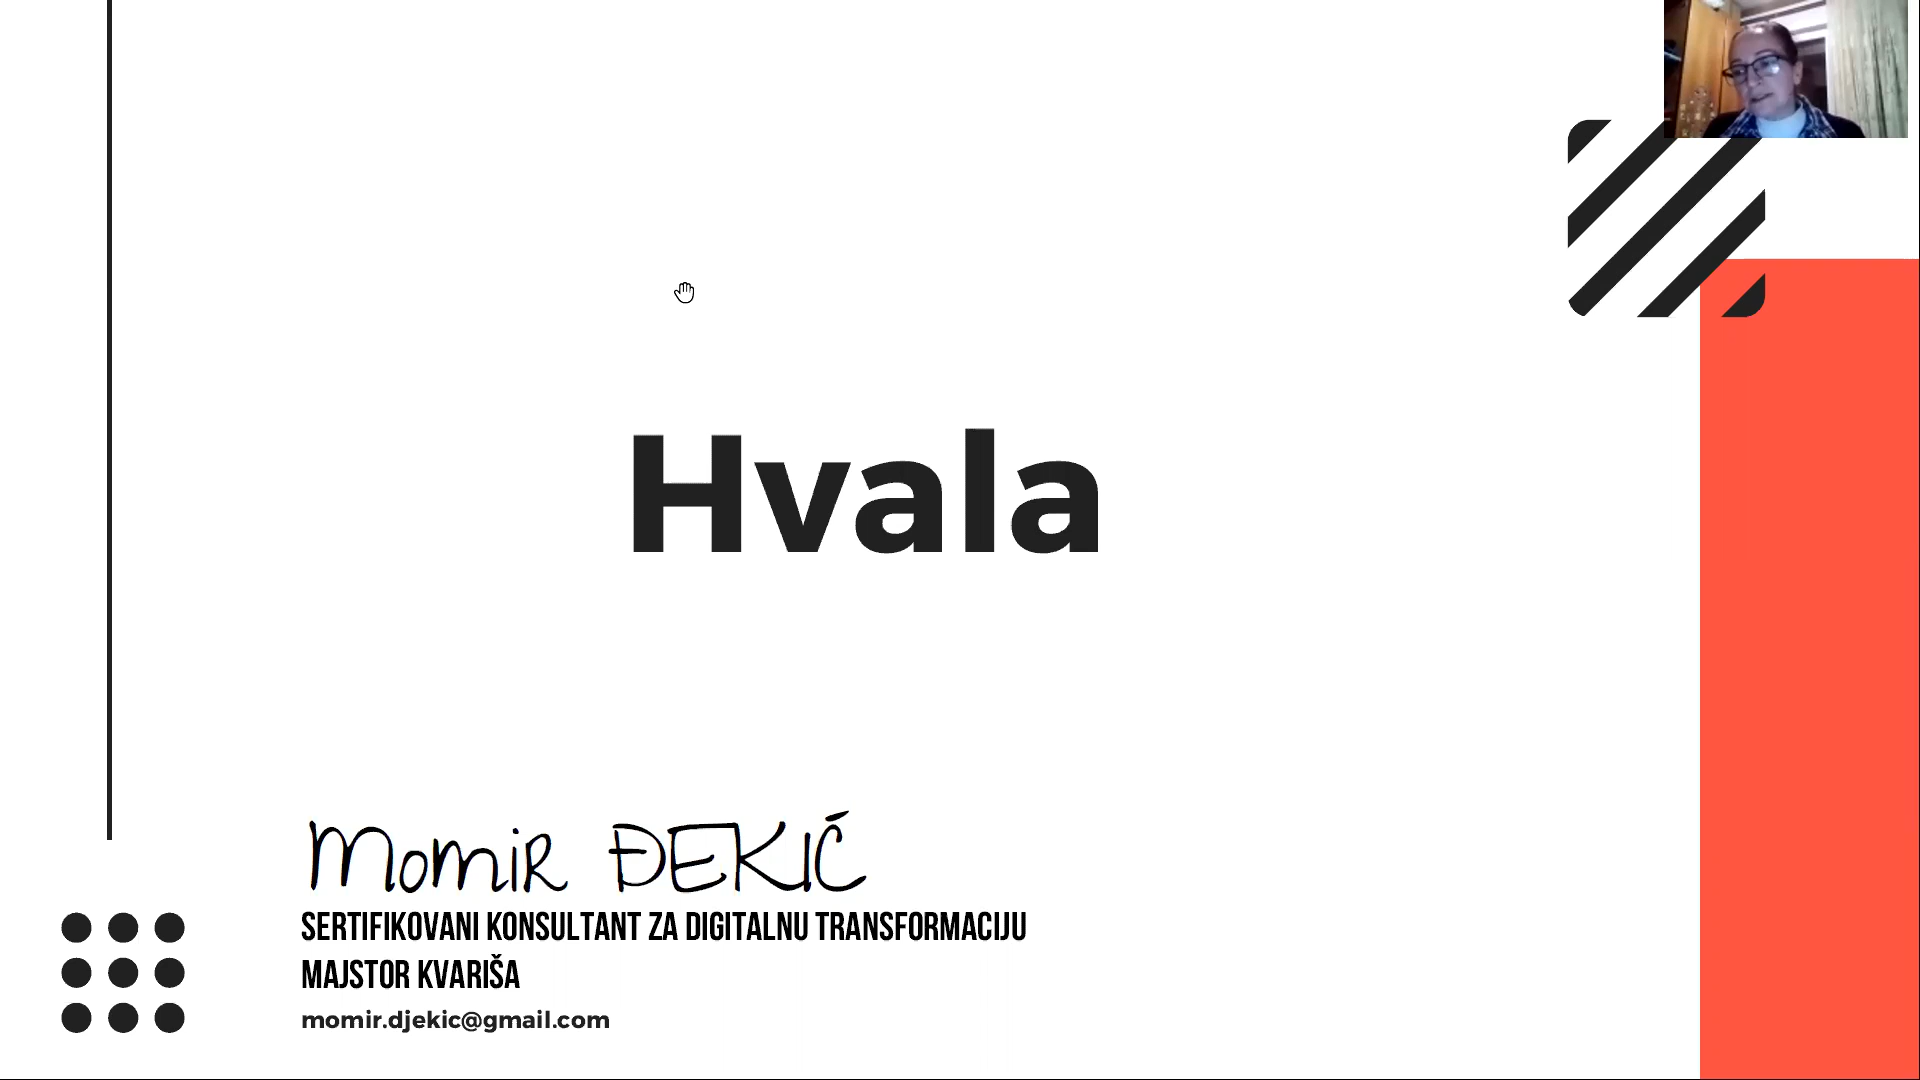 Hvala
Momir ĐEKIĆ
SERTIFIKOVANI KONSULTANT ZA DIGITALNU TRANSFORMACIJU
MAJSTOR KVARIŠA
momir.djekic@gmail.com